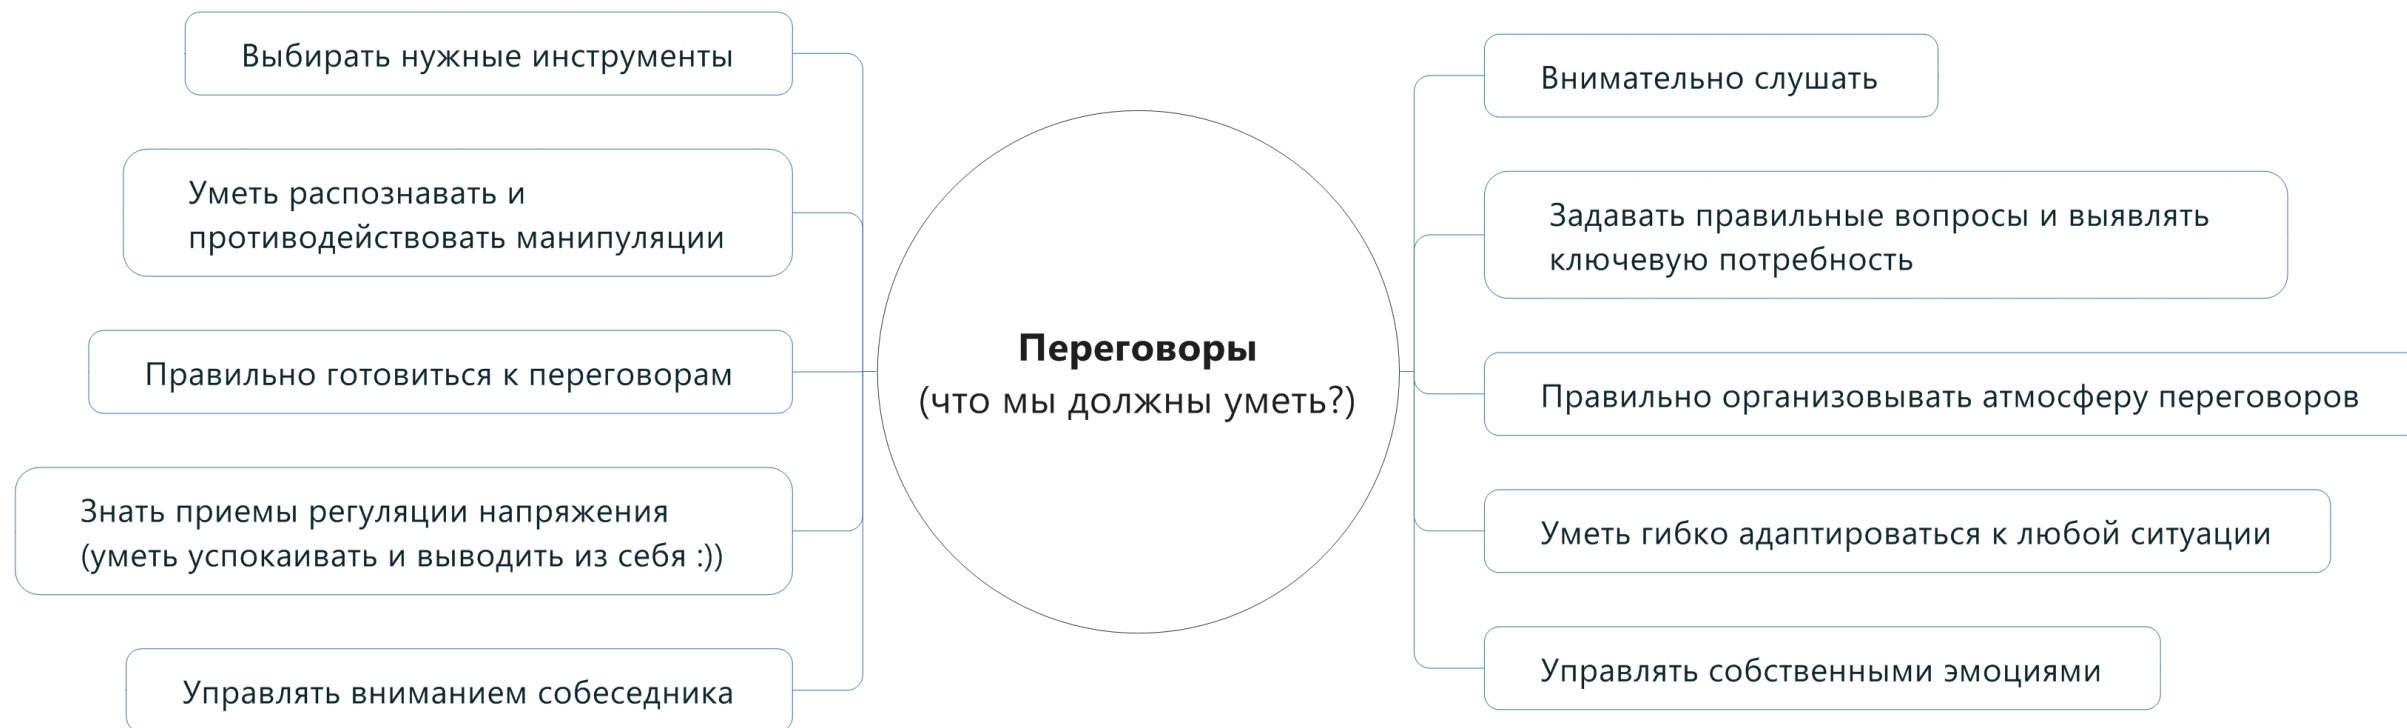 Выбирать нужные инструменты
Уметь распознавать и
противодействовать манипуляции
Правильно готовиться к переговорам
Знать приемы регуляции напряжения
(уметь успокаивать и выводить из себя :))
Управлять вниманием собеседника
Переговоры
(что мы должны уметь?)
Внимательно слушать
Задавать правильные вопросы и выявлять
ключевую потребность
Правильно организовывать атмосферу переговоров
Уметь гибко адаптироваться к любой ситуации
Управлять собственными эмоциями